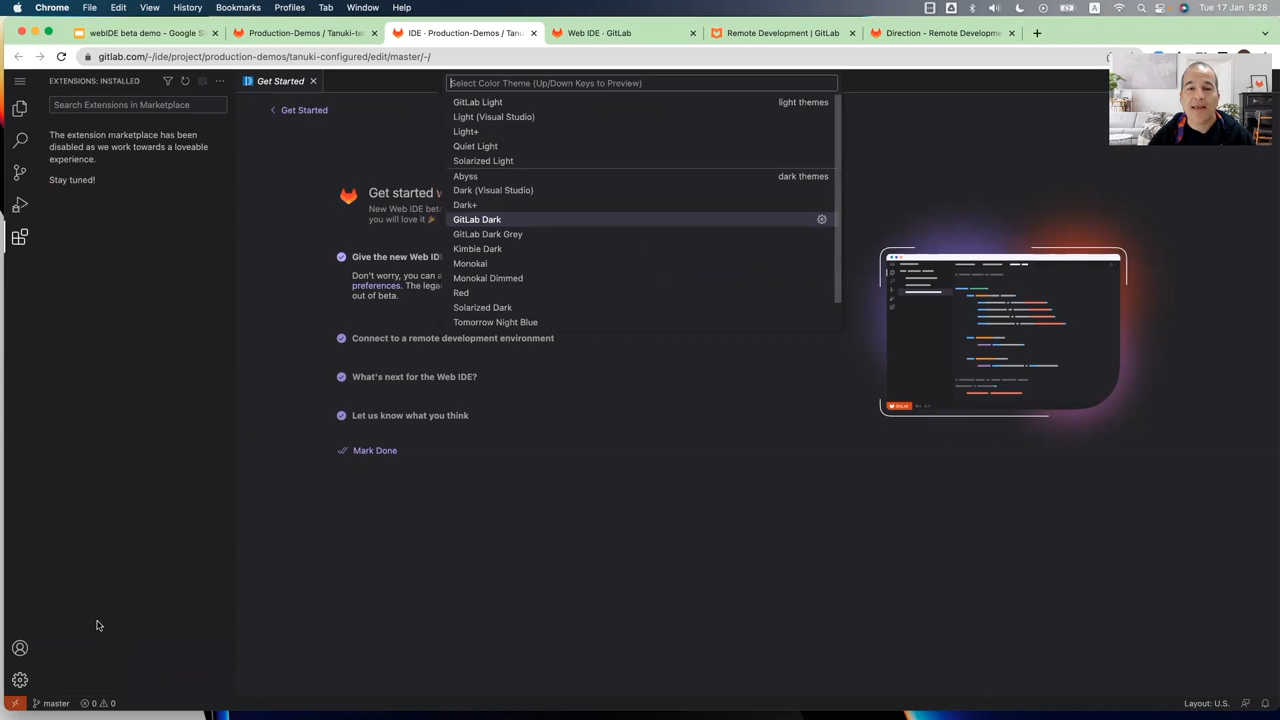 Chrome File Edit View History Bookmarks Profiles Tab Window Help
Tue 17 Jan 9:28
webIDE beta demo - Google Sl
Production-Demos / Tanuki-te
IDE · Production-Demos / Tanu
Web IDE · GitLab
Remote Development | GitLab
Direction - Remote Developme
gitlab.com/-/ide/project/production-demos/tanuki-configured/edit/master/-/
EXTENSIONS: INSTALLED
Search Extensions in Marketplace
The extension marketplace has been
disabled as we work towards a loveable
experience.
Stay tuned!
Get Started
Get Started
Select Color Theme (Up/Down Keys to Preview)
GitLab Light light themes
Light (Visual Studio)
Light+
Quiet Light
Solarized Light
Abyss dark themes
Dark (Visual Studio)
Dark+
GitLab Dark
GitLab Dark Grey
Kimbie Dark
Monokai
Monokai Dimmed
Red
Solarized Dark
Tomorrow Night Blue
Get started w
New Web IDE beta
you will love it
Give the new Web IDE
Don't worry, you can a
preferences. The lega
out of beta.
Connect to a remote development environment
What's next for the Web IDE?
Let us know what you think
Mark Done
GitLab
master 0 0
Layout: U.S.